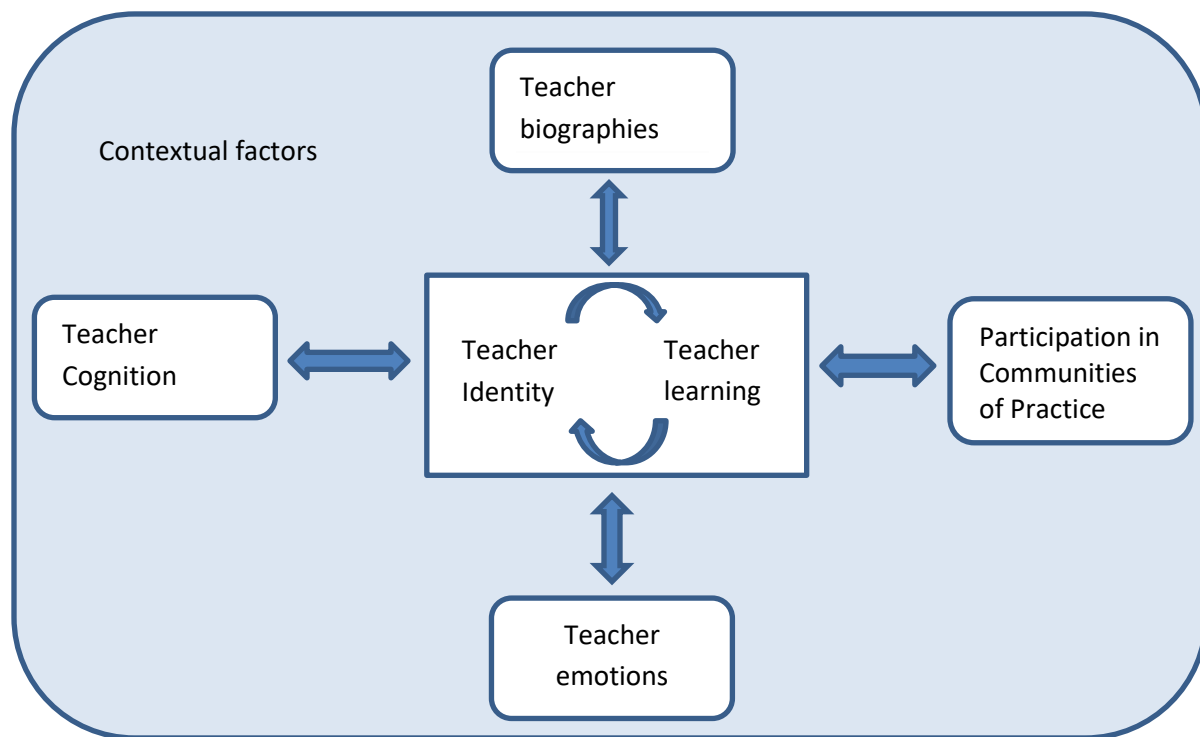 Teacher
biographies
Contextual factors
Teacher
Cognition
Teacher
Identity
Teacher
learning
Participation in
Communities
of Practice
Teacher
emotions